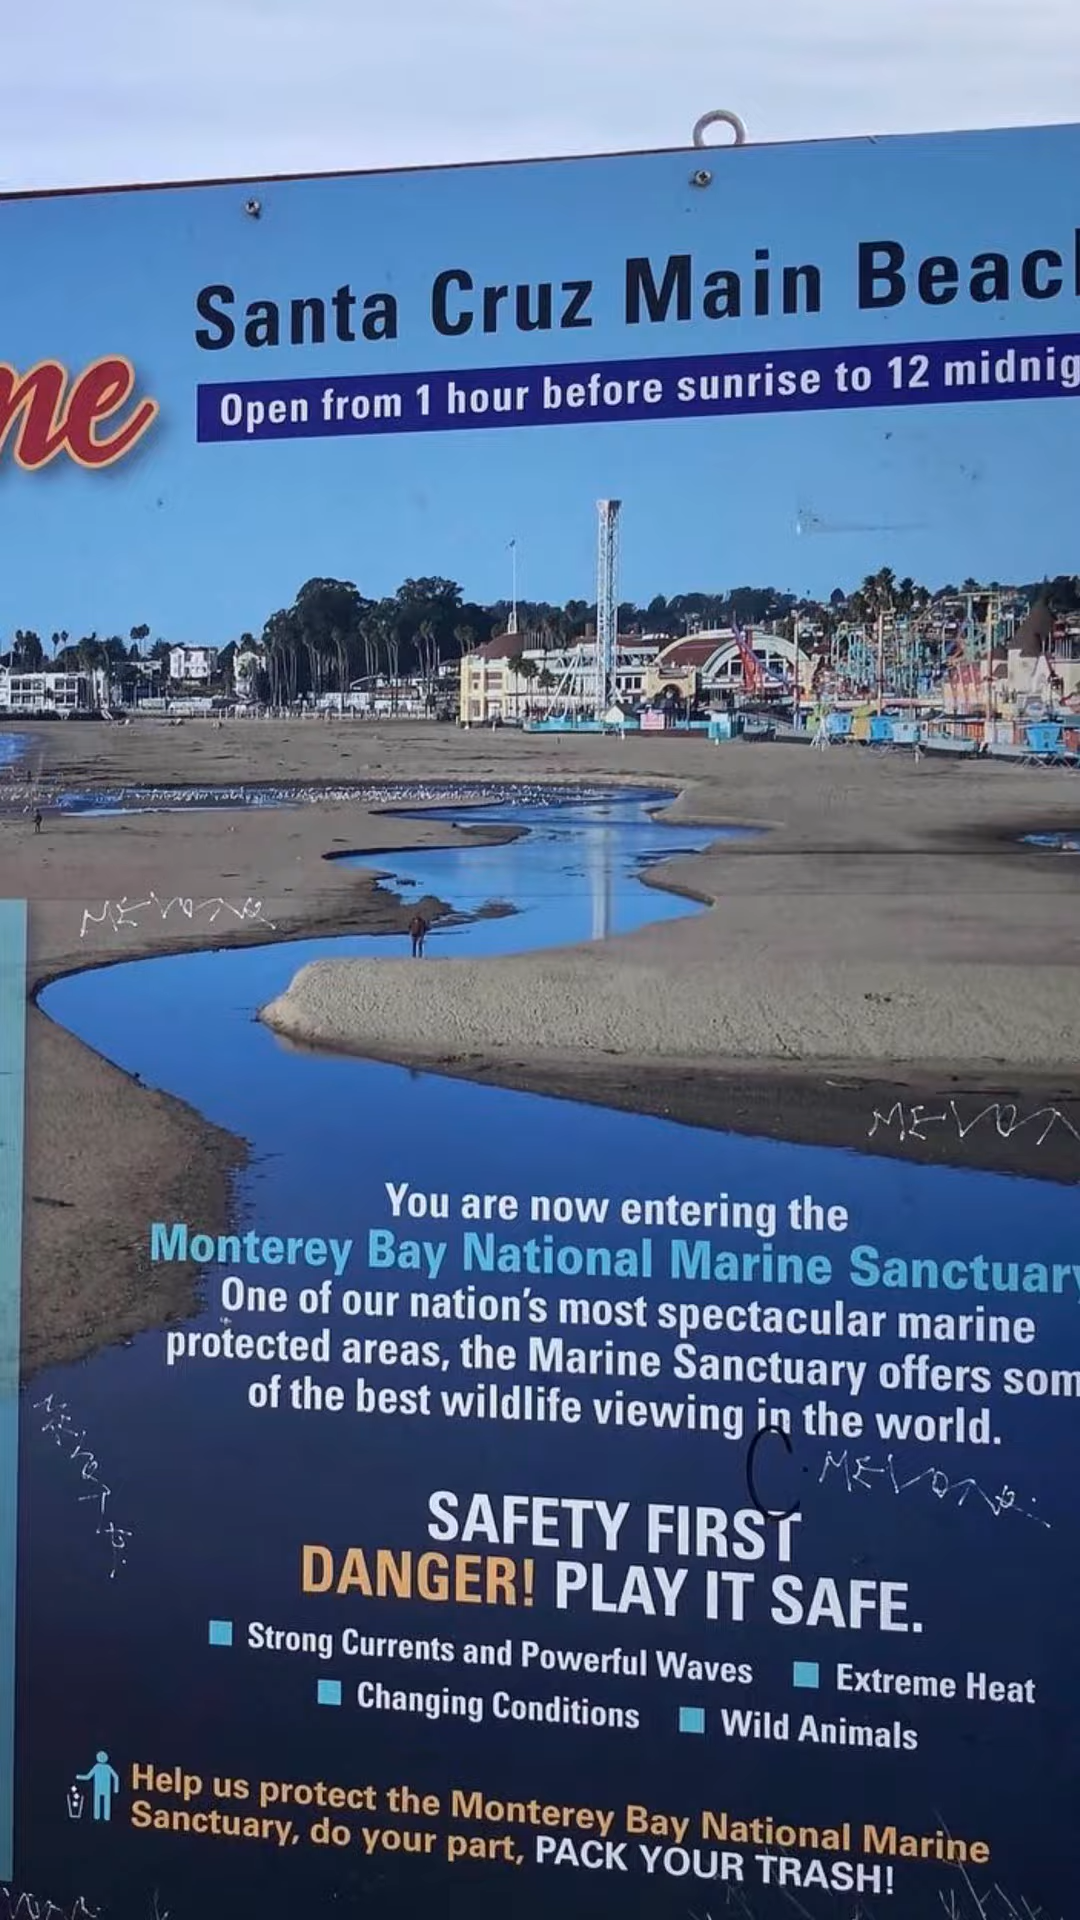 Santa Cruz Main Beac
Open from 1 hour before sunrise to 12 midnig
me
You are now entering the
Monterey Bay National Marine Sanctuary
One of our nation's most spectacular marine
protected areas, the Marine Sanctuary offers som
of the best wildlife viewing in the world.
SAFETY FIRST
DANGER! PLAY IT SAFE.
Strong Currents and Powerful Waves Extreme Heat
Changing Conditions Wild Animals
Help us protect the Monterey Bay National Marine
Sanctuary, do your part, PACK YOUR TRASH!